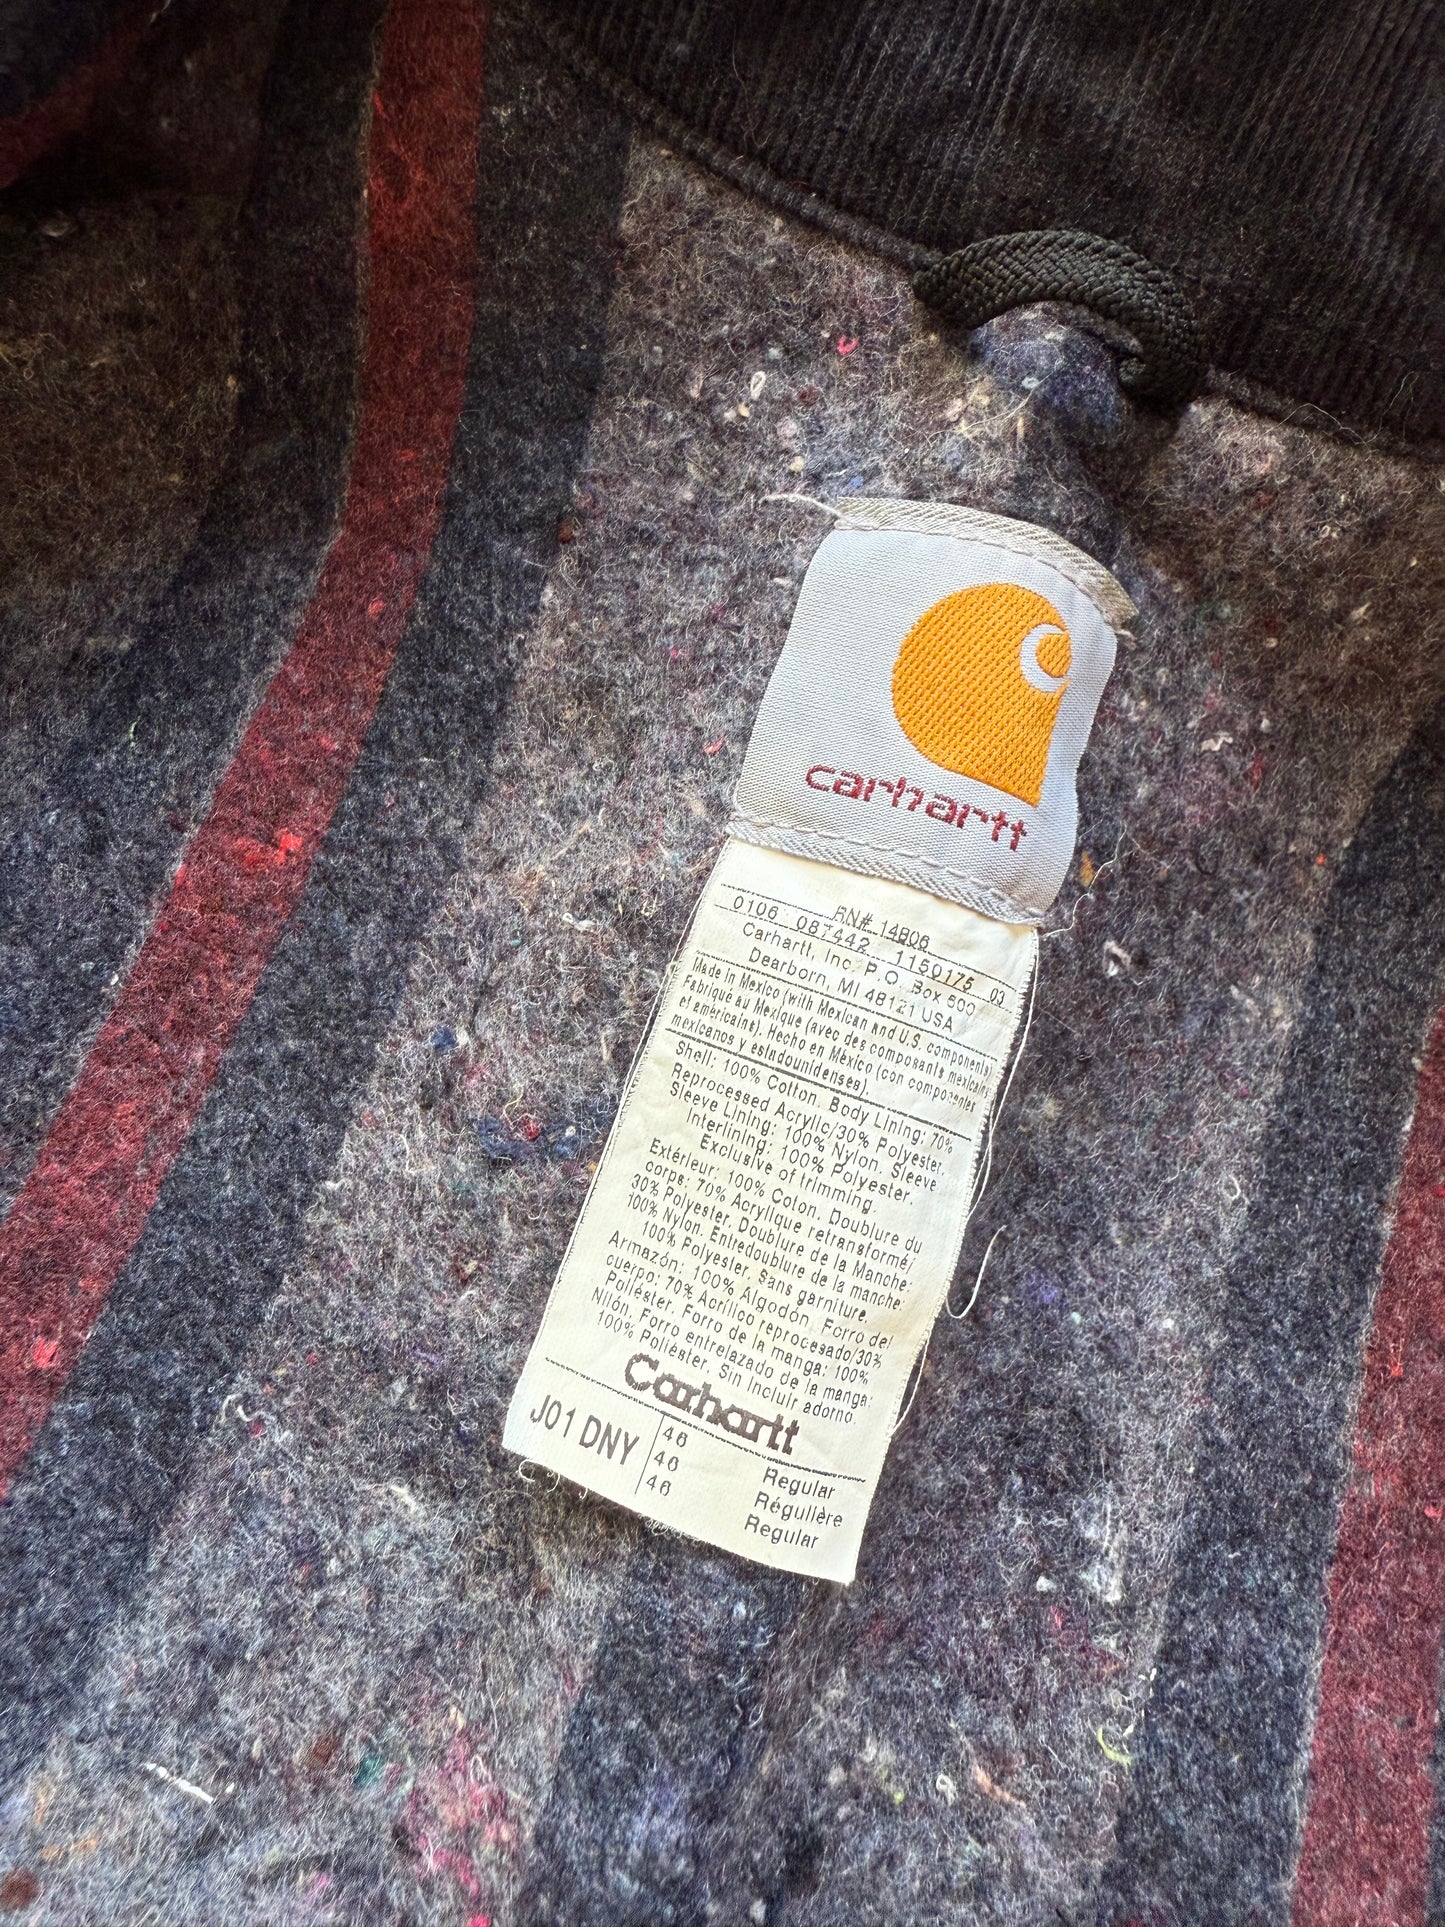 carhartt
RN# 14806
0106 087442 1150175 03
Carhartt, Inc. P.O. Box 600
Dearborn, MI 48121 USA
Made in Mexico (with Mexican and U.S. components)
Fabriqué au Mexique (avec des composants mexicains
et américains). Hecho en México (con componentes
mexicanos y estadounidenses)
Shell: 100% Cotton. Body Lining: 70%
Reprocessed Acrylic/30% Polyester.
Sleeve Lining: 100% Nylon. Sleeve
Interlining: 100% Polyester.
Exclusive of trimming.
Extérieur: 100% Coton. Doublure du
corps: 70% Acrylique retransformé/
30% Polyester. Doublure de la Manche:
100% Nylon. Entredoublure de la manche:
100% Polyester. Sans garniture.
Armazón: 100% Algodón. Forro del
cuerpo: 70% Acrílico reprocesado/30%
Poliéster. Forro de la manga: 100%
Nilón. Forro entrelazado de la manga:
100% Poliéster. Sin Incluir adorno.
Carhartt
J01 DNY
46 Regular
46 Régulière
46 Regular